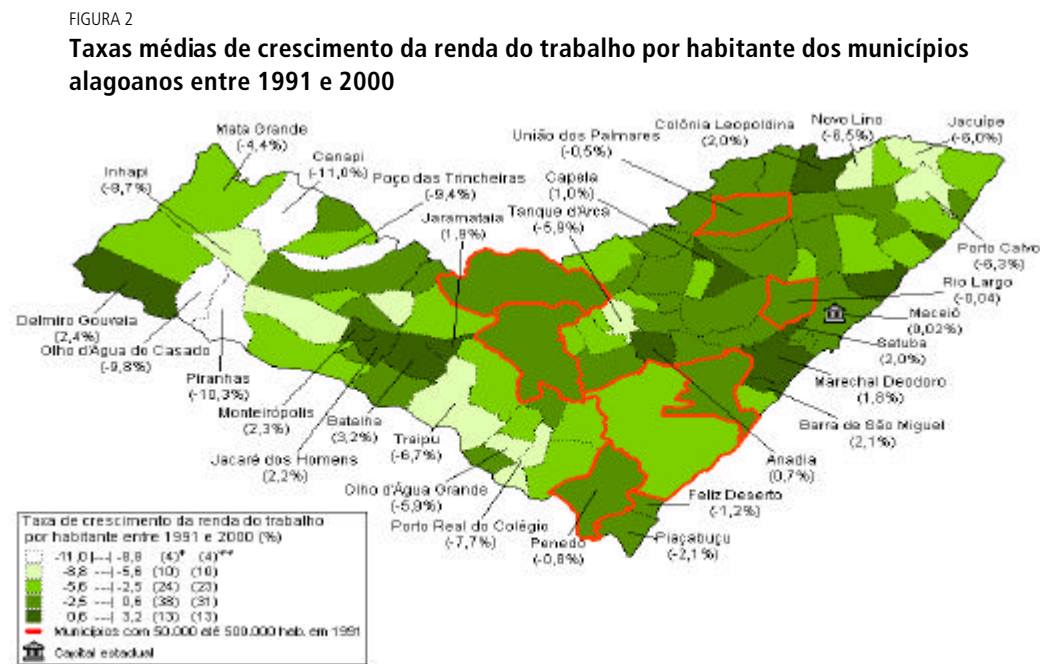 FIGURA 2
Taxas médias de crescimento da renda do trabalho por habitante dos municípios
alagoanos entre 1991 e 2000
Mata Grande
(-4,4%)
Canapi
(-11,0%)
Inhapi
(-8,7%)
Poço das Trincheiras
(-9,4%)
Jaramataia
(1,8%)
União dos Palmares
(-0,5%)
Capela
(1,0%)
Tanque d'Arca
(-5,9%)
Colônia Leopoldina
(2,0%)
Novo Lino
(-6,5%)
Jacuípe
(-6,0%)
Porto Calvo
(-6,3%)
Rio Largo
(-0,04)
Maceió
(0,02%)
Satuba
(2,0%)
Marechal Deodoro
(1,8%)
Barra de São Miguel
(2,1%)
Anadia
(0,7%)
Feliz Deserto
(-1,2%)
Piaçabuçu
(-2,1%)
Penedo
(-0,8%)
Porto Real do Colégio
(-7,7%)
Olho d'Água Grande
(-5,9%)
Traipu
(-6,7%)
Batalha
(3,2%)
Jacaré dos Homens
(2,2%)
Monteirópolis
(2,3%)
Piranhas
(-10,3%)
Olho d'Água do Casado
(-9,8%)
Delmiro Gouveia
(2,4%)
Taxa de crescimento da renda do trabalho
por habitante entre 1991 e 2000 (%)
-11,0 |---| -8,8 (4)* (4)**
-8,8 ---| -5,6 (10) (10)
-5,6 ---| -2,5 (24) (23)
-2,5 ---| 0,6 (38) (31)
0,6 ---| 3,2 (13) (13)
Municípios com 50.000 até 500.000 hab. em 1991
Capital estadual